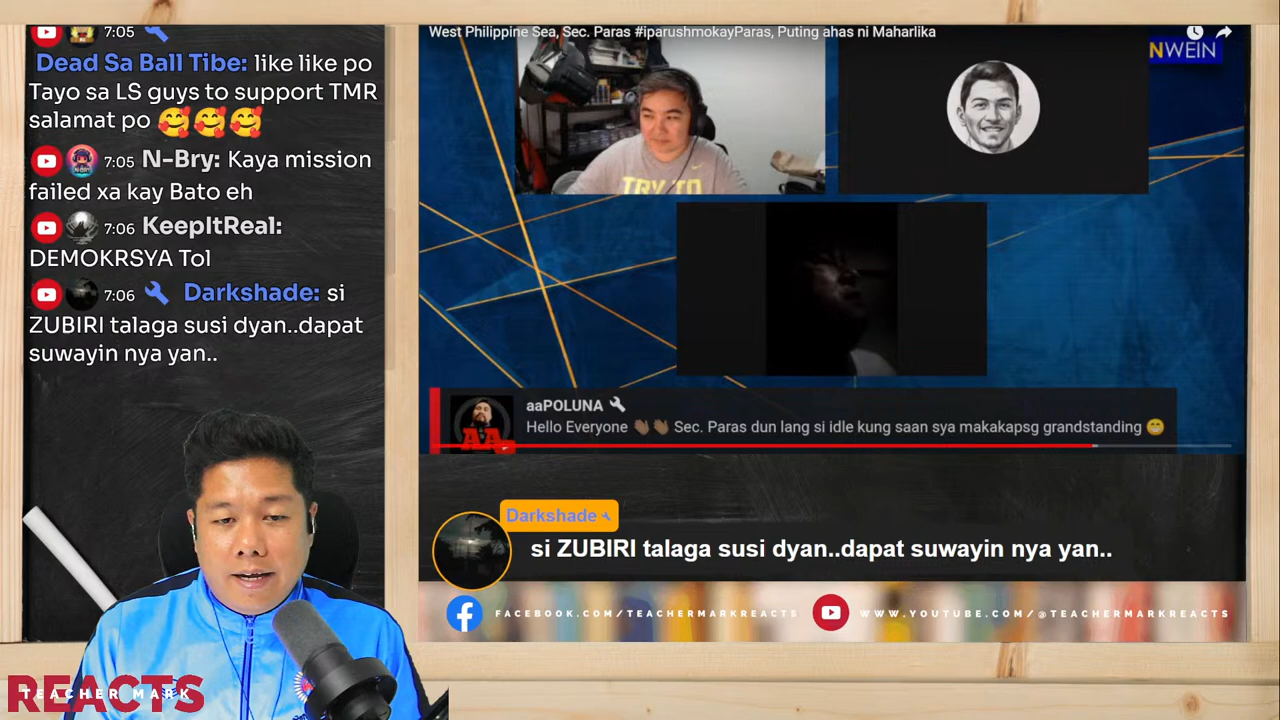 7:05
Dead Sa Ball Tibe: like like po
Tayo sa LS guys to support TMR
salamat po 🥰🥰🥰
7:05 N-Bry: Kaya mission
failed xa kay Bato eh
7:06 KeepItReal:
DEMOKRSYA Tol
7:06 Darkshade: si
ZUBIRI talaga susi dyan..dapat
suwayin nya yan..
West Philippine Sea, Sec. Paras #iparushmokayParas, Puting ahas ni Maharlika
NWEIN
TRY TO
aaPOLUNA
Hello Everyone 👋🏾👋🏾 Sec. Paras dun lang si idle kung saan sya makakapsg grandstanding 😁
AA
Darkshade
si ZUBIRI talaga susi dyan..dapat suwayin nya yan..
FACEBOOK.COM/TEACHERMARKREACTS
WWW.YOUTUBE.COM/@TEACHERMARKREACTS
TEACHER MARK
REACTS